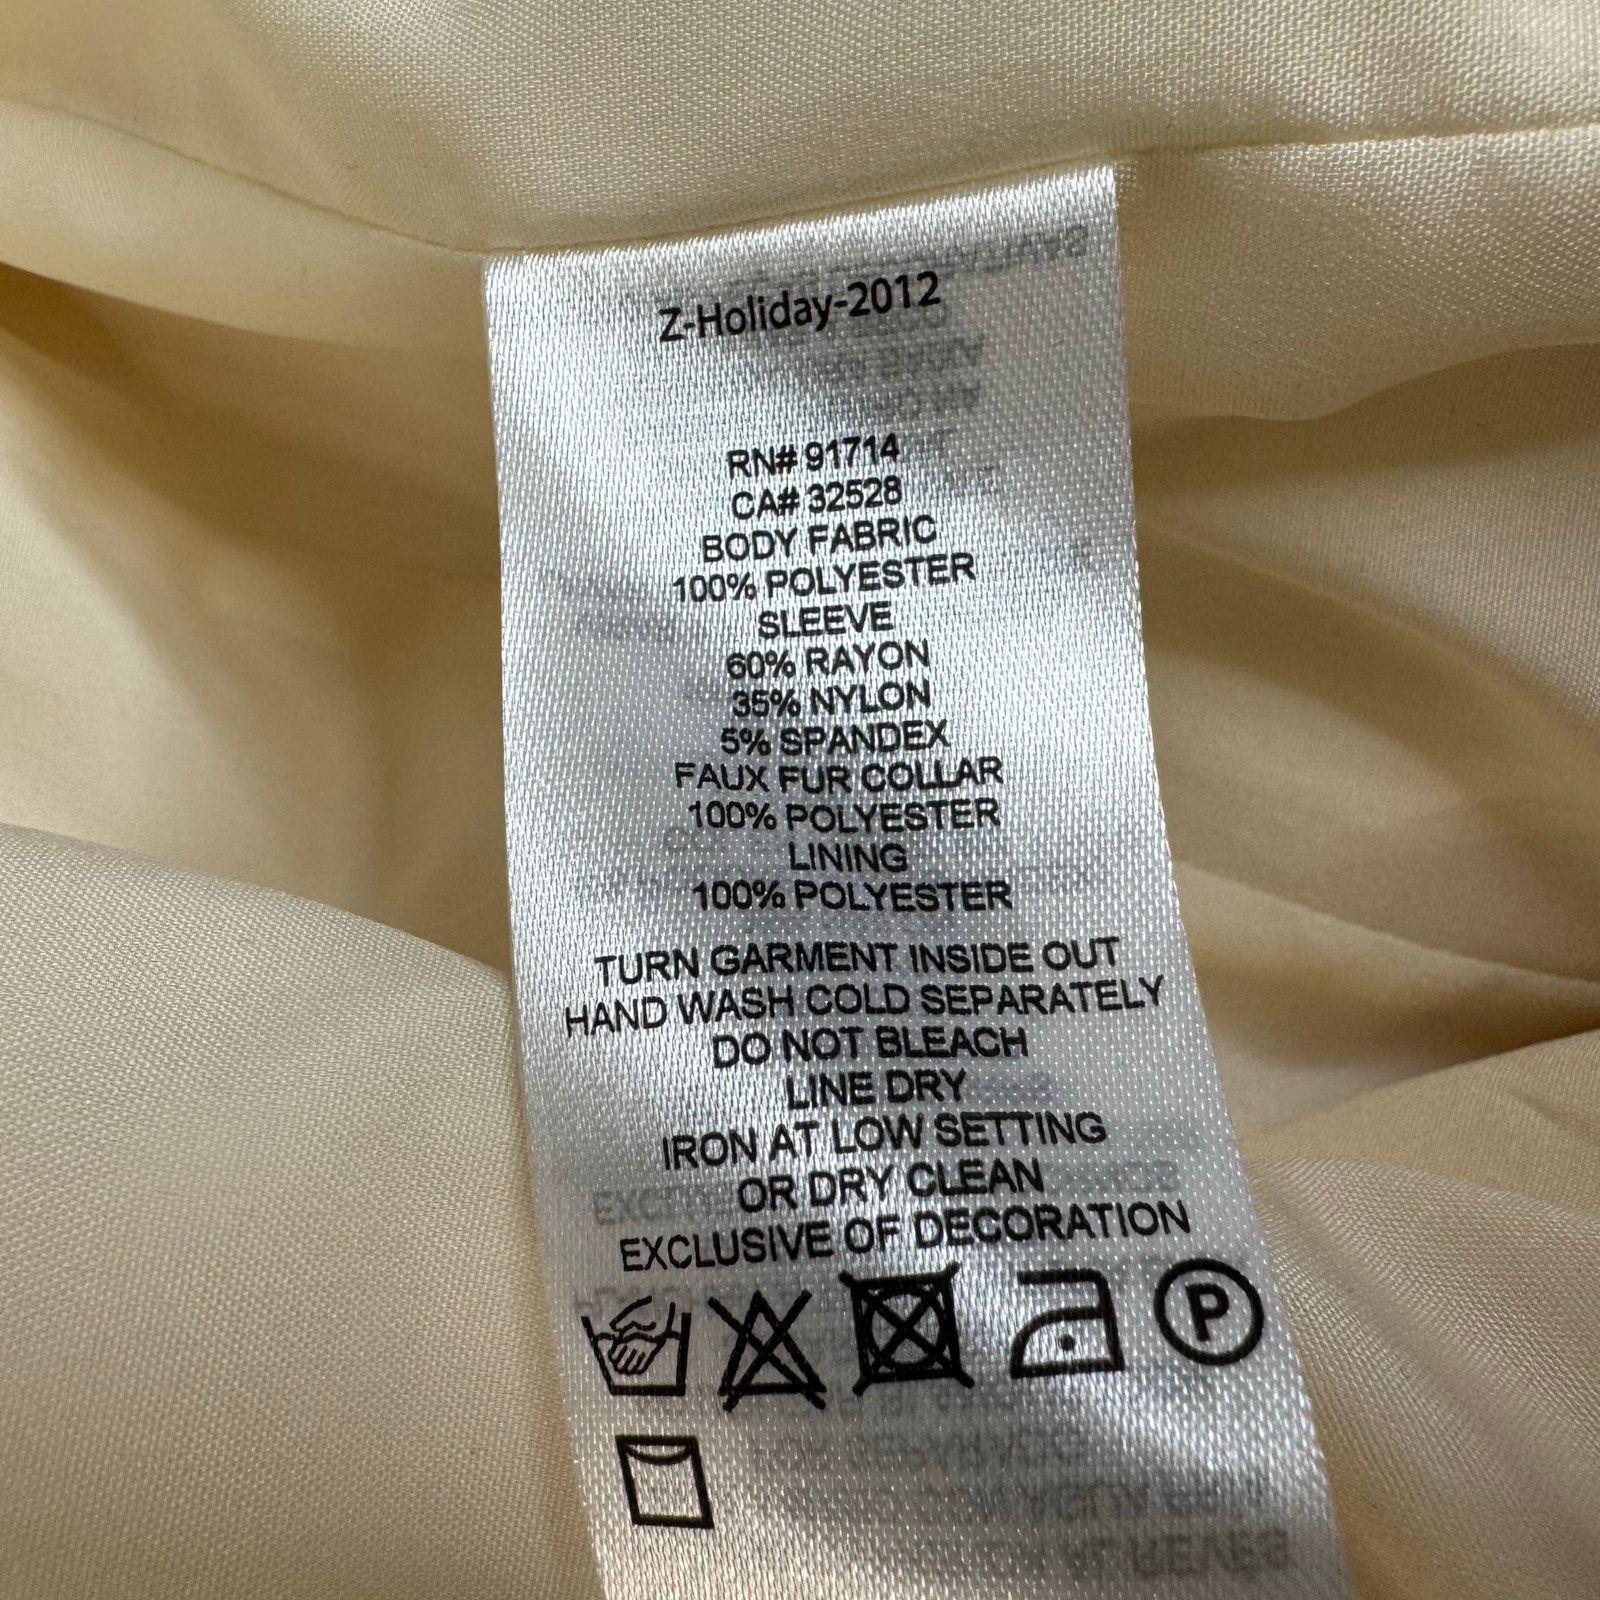 Z-Holiday-2012
RN# 91714
CA# 32528
BODY FABRIC
100% POLYESTER
SLEEVE
60% RAYON
35% NYLON
5% SPANDEX
FAUX FUR COLLAR
100% POLYESTER
LINING
100% POLYESTER
TURN GARMENT INSIDE OUT
HAND WASH COLD SEPARATELY
DO NOT BLEACH
LINE DRY
IRON AT LOW SETTING
OR DRY CLEAN
EXCLUSIVE OF DECORATION
P